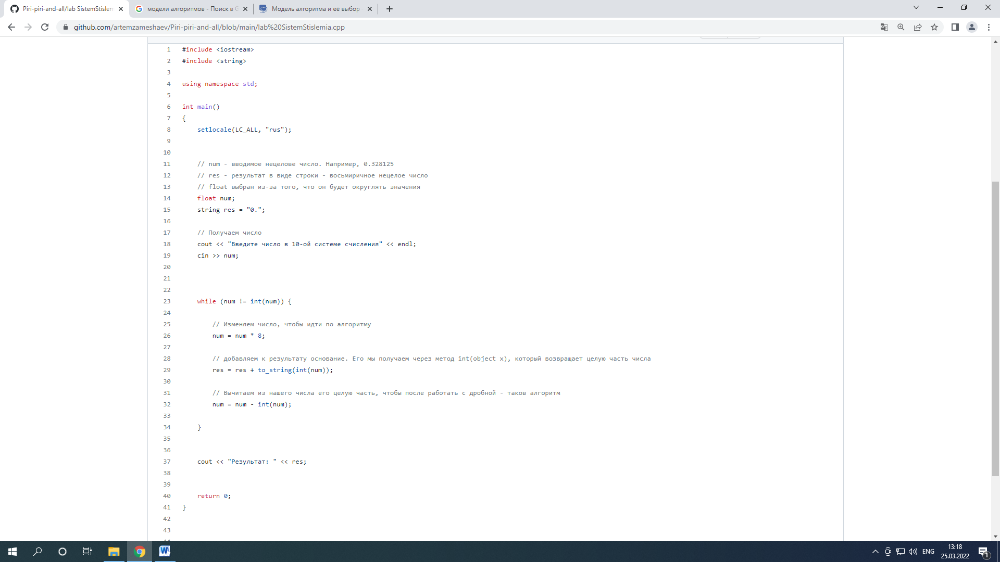 Piri-piri-and-all/lab SistemStislem
модели алгоритмов - Поиск в G
Модель алгоритма и её выбор
github.com/artemzameshaev/Piri-piri-and-all/blob/main/lab%20SistemStislemia.cpp
1 #include <iostream>
2 #include <string>
3
4 using namespace std;
5
6 int main()
7 {
8 setlocale(LC_ALL, "rus");
9
10
11 // num - вводимое нецелове число. Например, 0.328125
12 // res - результат в виде строки - восьмиричное нецелое число
13 // float выбран из-за того, что он будет округлять значения
14 float num;
15 string res = "0.";
16
17 // Получаем число
18 cout << "Введите число в 10-ой системе счисления" << endl;
19 cin >> num;
20
21
22
23 while (num != int(num)) {
24
25 // Изменяем число, чтобы идти по алгоритму
26 num = num * 8;
27
28 // добавляем к результату основание. Его мы получаем через метод int(object x), который возвращает целую часть числа
29 res = res + to_string(int(num));
30
31 // Вычитаем из нашего числа его целую часть, чтобы после работать с дробной - таков алгоритм
32 num = num - int(num);
33
34 }
35
36
37 cout << "Результат: " << res;
38
39
40 return 0;
41 }
42
43
44
ENG
13:18
25.03.2022
1